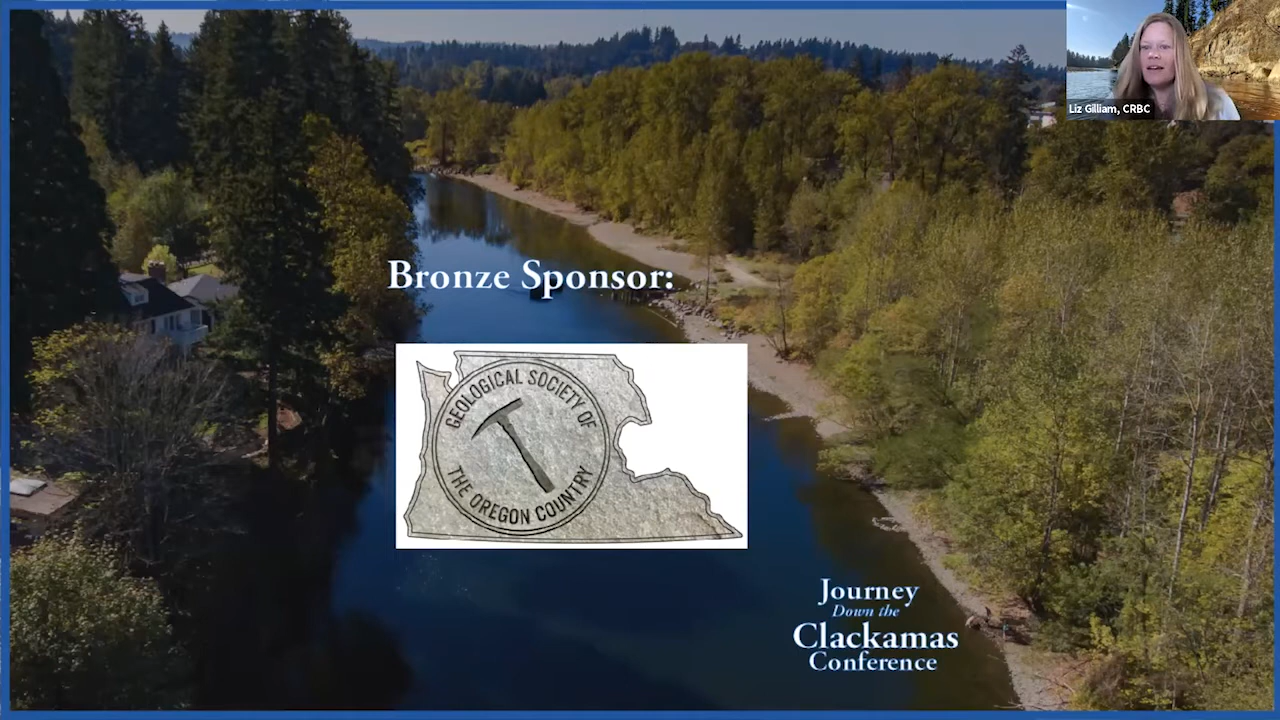 Liz Gilliam, CRBC
Bronze Sponsor:
GEOLOGICAL SOCIETY OF
THE OREGON COUNTRY
Journey
Down the
Clackamas
Conference